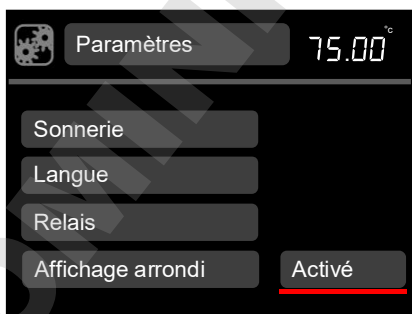 Paramètres 75.00 °c
Sonnerie
Langue
Relais
Affichage arrondi Activé